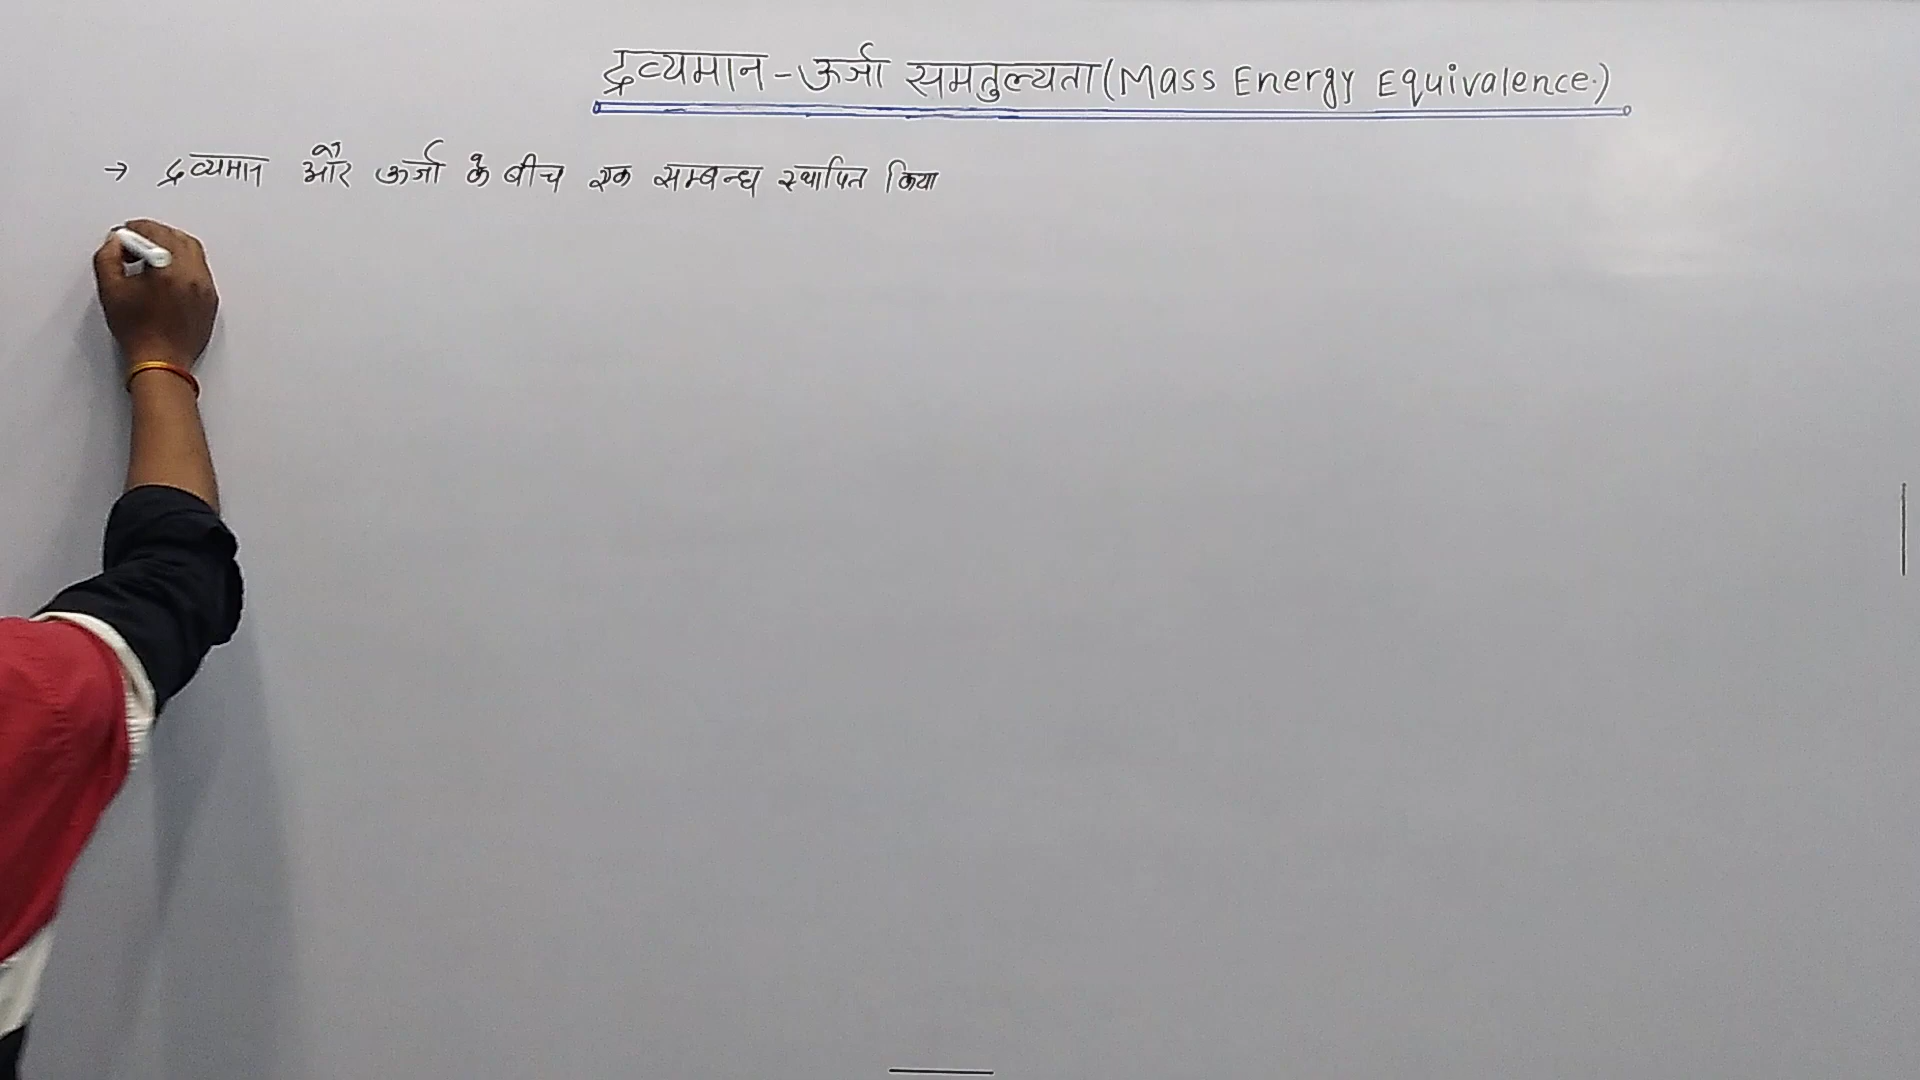 द्रव्यमान-ऊर्जा समतुल्यता(Mass Energy Equivalence.)
→ द्रव्यमान और ऊर्जा के बीच एक सम्बन्ध स्थापित किया